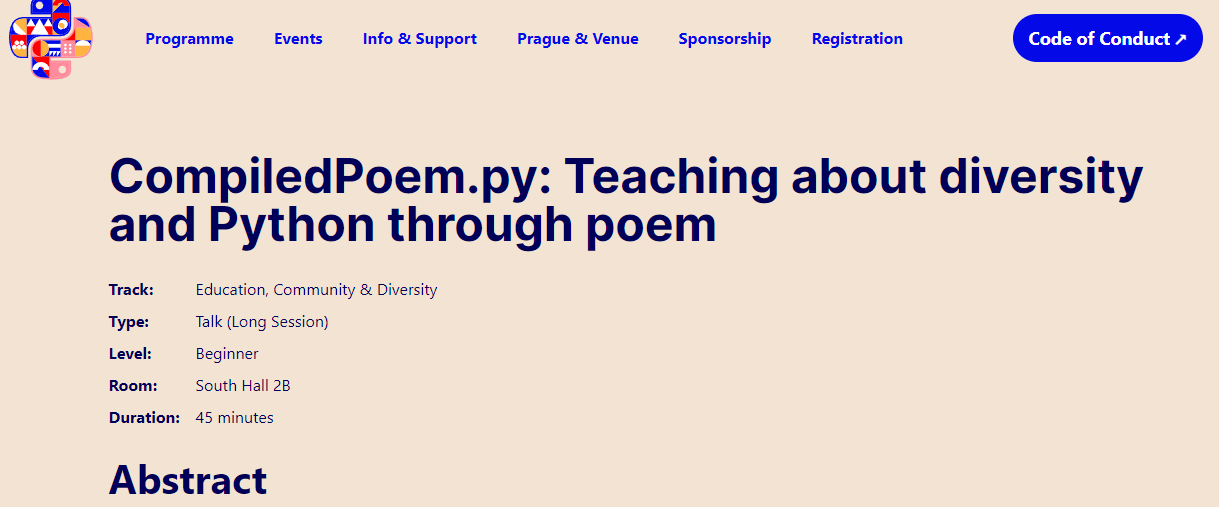 Programme Events Info & Support Prague & Venue Sponsorship Registration Code of Conduct ↗
CompiledPoem.py: Teaching about diversity
and Python through poem
Track: Education, Community & Diversity
Type: Talk (Long Session)
Level: Beginner
Room: South Hall 2B
Duration: 45 minutes
Abstract